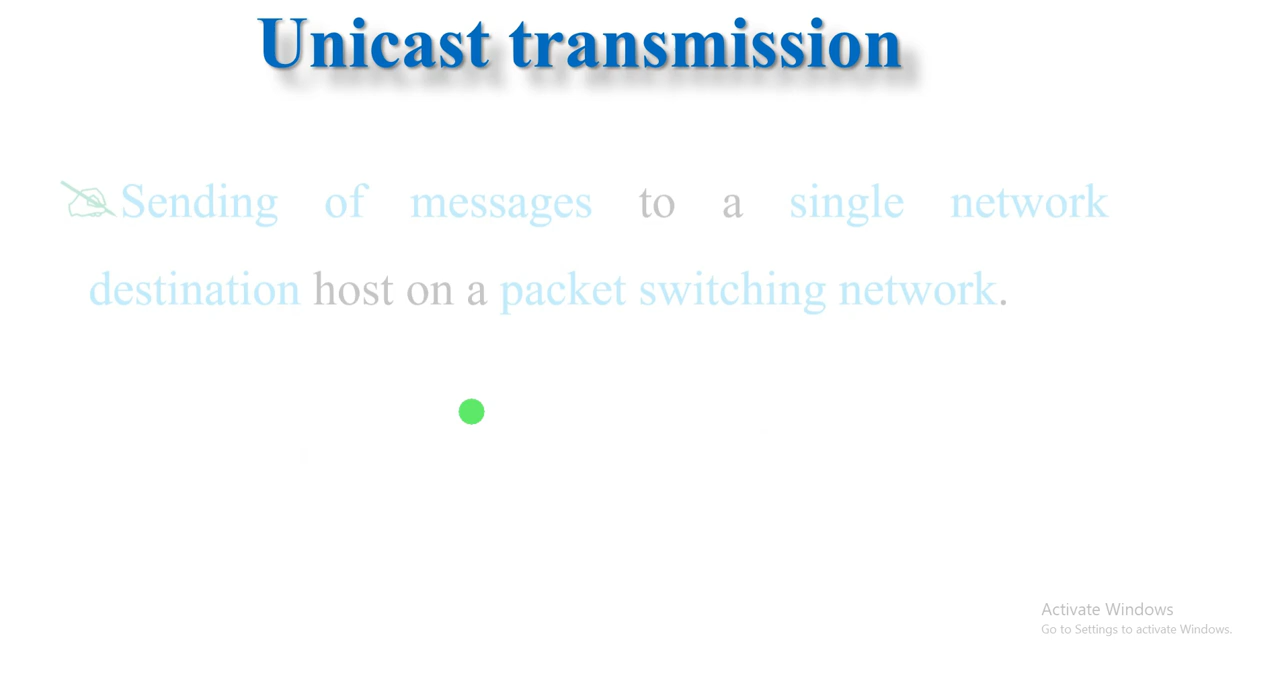 Unicast transmission
Sending of messages to a single network
destination host on a packet switching network.
Activate Windows
Go to Settings to activate Windows.